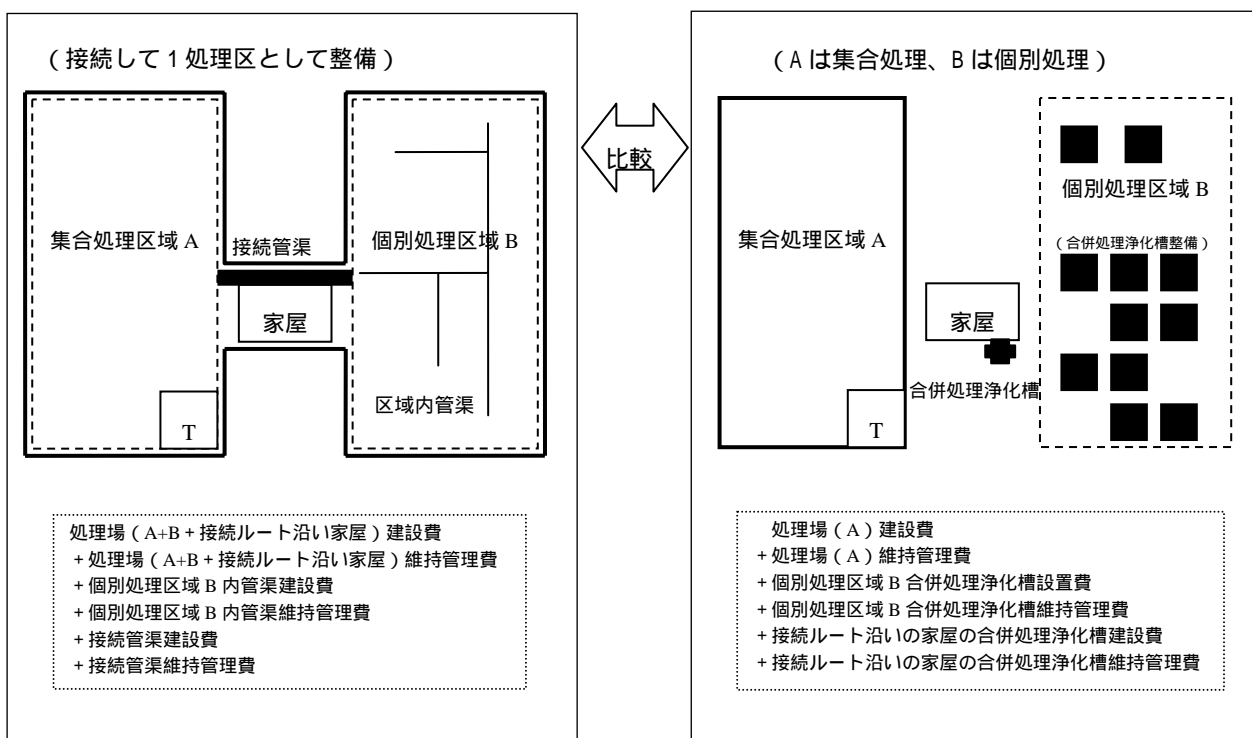 （接続して１処理区として整備）
集合処理区域 A
接続管渠
個別処理区域 B
家屋
区域内管渠
T
処理場（A+B + 接続ルート沿い家屋）建設費
+ 処理場（A+B + 接続ルート沿い家屋）維持管理費
+ 個別処理区域 B 内管渠建設費
+ 個別処理区域 B 内管渠維持管理費
+ 接続管渠建設費
+ 接続管渠維持管理費
比較
（A は集合処理、B は個別処理）
集合処理区域 A
個別処理区域 B
（合併処理浄化槽整備）
家屋
合併処理浄化槽
T
処理場（A）建設費
+ 処理場（A）維持管理費
+ 個別処理区域 B 合併処理浄化槽設置費
+ 個別処理区域 B 合併処理浄化槽維持管理費
+ 接続ルート沿いの家屋の合併処理浄化槽建設費
+ 接続ルート沿いの家屋の合併処理浄化槽維持管理費